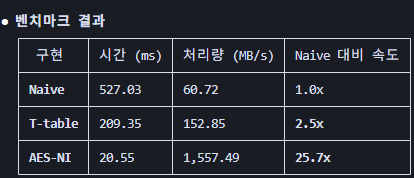 ● 벤치마크 결과
구현 시간 (ms) 처리량 (MB/s) Naive 대비 속도
Naive 527.03 60.72 1.0x
T-table 209.35 152.85 2.5x
AES-NI 20.55 1,557.49 25.7x